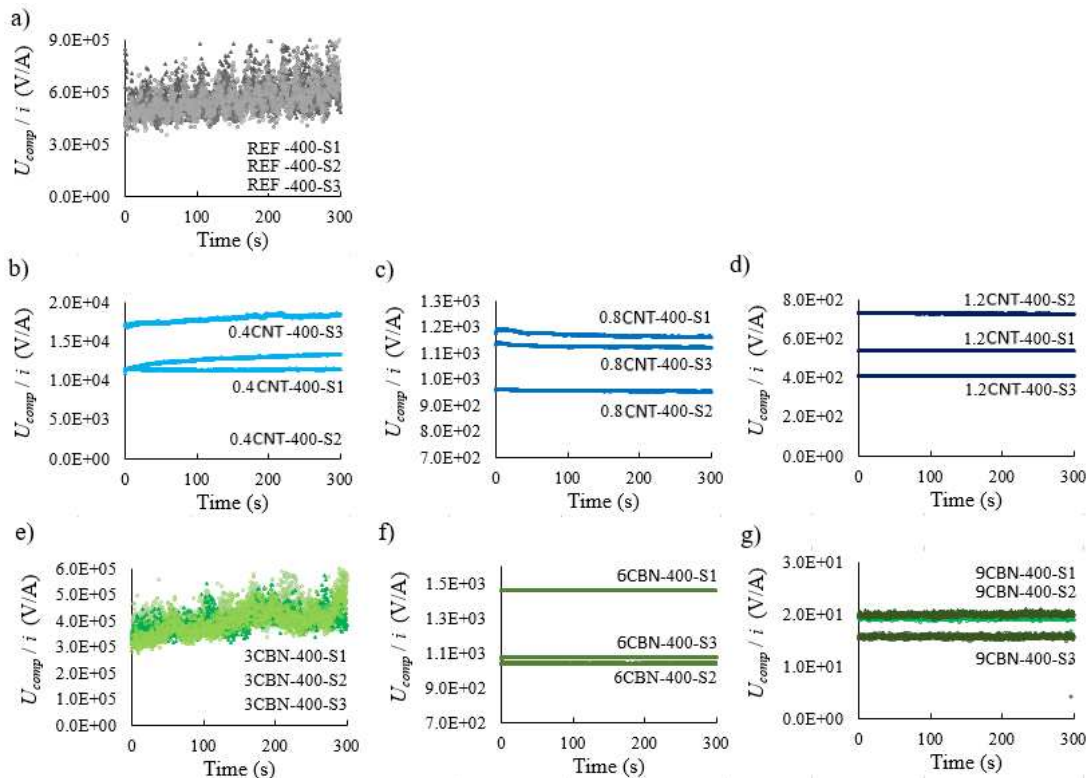 a)
9.0E+05
6.0E+05
3.0E+05
0.0E+00
U_comp / i (V/A)
REF -400-S1
REF -400-S2
REF -400-S3
0 100 200 300
Time (s)
b)
2.0E+04
1.5E+04
1.0E+04
5.0E+03
0.0E+00
U_comp / i (V/A)
0.4CNT-400-S3
0.4CNT-400-S1
0.4CNT-400-S2
0 100 200 300
Time (s)
c)
1.3E+03
1.2E+03
1.1E+03
1.0E+03
9.0E+02
8.0E+02
7.0E+02
U_comp / i (V/A)
0.8CNT-400-S1
0.8CNT-400-S3
0.8CNT-400-S2
0 100 200 300
Time (s)
d)
8.0E+02
6.0E+02
4.0E+02
2.0E+02
0.0E+00
U_comp / i (V/A)
1.2CNT-400-S2
1.2CNT-400-S1
1.2CNT-400-S3
0 100 200 300
Time (s)
e)
6.0E+05
5.0E+05
4.0E+05
3.0E+05
2.0E+05
1.0E+05
0.0E+00
U_comp / i (V/A)
3CBN-400-S1
3CBN-400-S2
3CBN-400-S3
0 100 200 300
Time (s)
f)
1.5E+03
1.3E+03
1.1E+03
9.0E+02
7.0E+02
U_comp / i (V/A)
6CBN-400-S1
6CBN-400-S3
6CBN-400-S2
0 100 200 300
Time (s)
g)
3.0E+01
2.0E+01
1.0E+01
0.0E+00
U_comp / i (V/A)
9CBN-400-S1
9CBN-400-S2
9CBN-400-S3
0 100 200 300
Time (s)